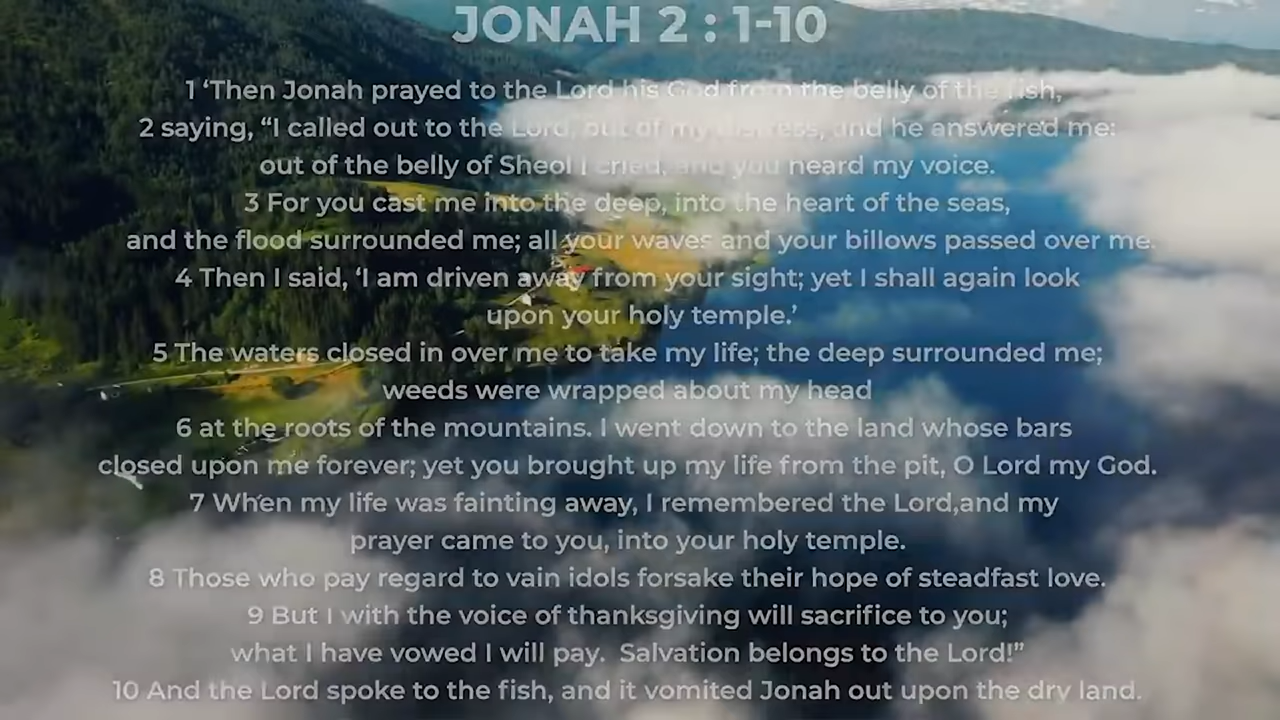 JONAH 2 : 1-10
1 ‘Then Jonah prayed to the Lord his God from the belly of the fish,
2 saying, “I called out to the Lord, out of my distress, and he answered me:
out of the belly of Sheol I cried, and you heard my voice.
3 For you cast me into the deep, into the heart of the seas,
and the flood surrounded me; all your waves and your billows passed over me.
4 Then I said, ‘I am driven away from your sight; yet I shall again look
upon your holy temple.’
5 The waters closed in over me to take my life; the deep surrounded me;
weeds were wrapped about my head
6 at the roots of the mountains. I went down to the land whose bars
closed upon me forever; yet you brought up my life from the pit, O Lord my God.
7 When my life was fainting away, I remembered the Lord,and my
prayer came to you, into your holy temple.
8 Those who pay regard to vain idols forsake their hope of steadfast love.
9 But I with the voice of thanksgiving will sacrifice to you;
what I have vowed I will pay.  Salvation belongs to the Lord!”
10 And the Lord spoke to the fish, and it vomited Jonah out upon the dry land.